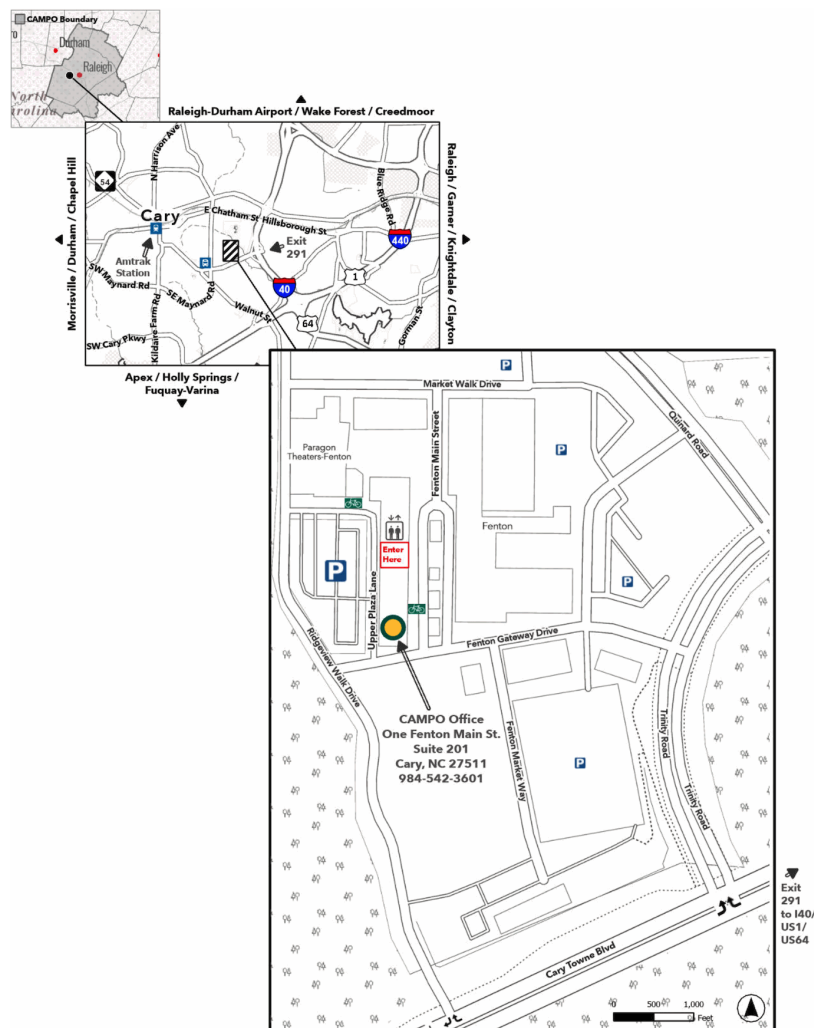 CAMPO Boundary
Durham
Raleigh
North
rolina
Raleigh-Durham Airport / Wake Forest / Creedmoor
Morrisville / Durham / Chapel Hill
Raleigh / Garner / Knightdale / Clayton
Apex / Holly Springs /
Fuquay-Varina
N Harrison Ave
54
Cary
E Chatham St
Hillsborough St
Blue Ridge Rd
440
Exit
291
Amtrak
Station
SW Maynard Rd
SE Maynard Rd
Kildaire Farm Rd
SW Cary Pkwy
Walnut St
40
1
64
Gorman St
P
Market Walk Drive
Fenton Main Street
Quinard Road
Paragon
Theaters-Fenton
P
Fenton
Enter
Here
P
P
Upper Plaza Lane
Ridgeview Walk Drive
Fenton Gateway Drive
CAMPO Office
One Fenton Main St.
Suite 201
Cary, NC 27511
984-542-3601
Fenton Market Way
P
Trinity Road
Trinity Road
Cary Towne Blvd
Exit
291
to I40/
US1/
US64
0 500 1,000
Feet